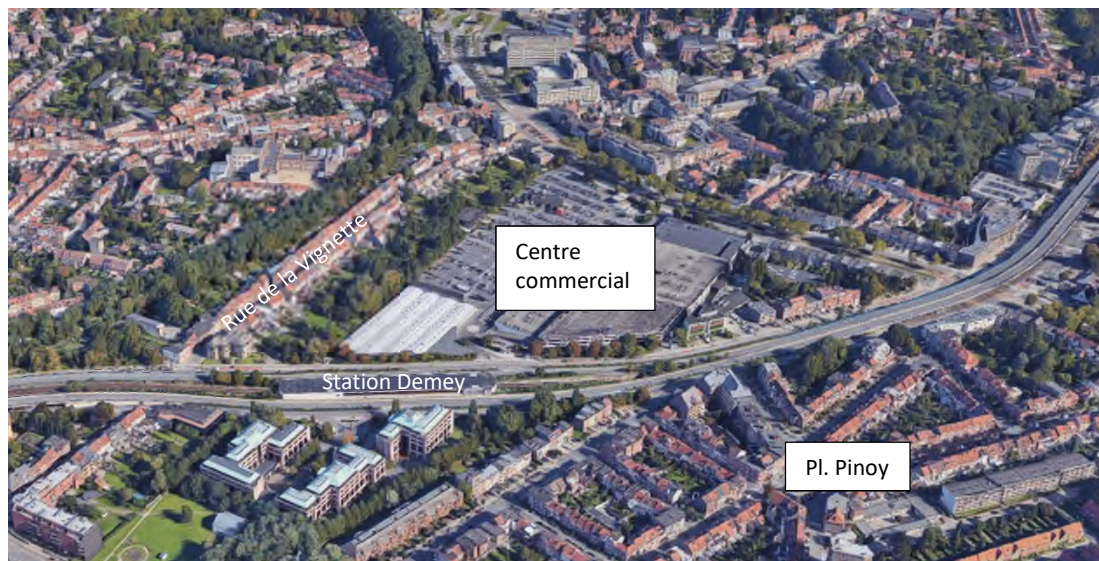 Rue de la Vignette
Centre
commercial
Station Demey
Pl. Pinoy